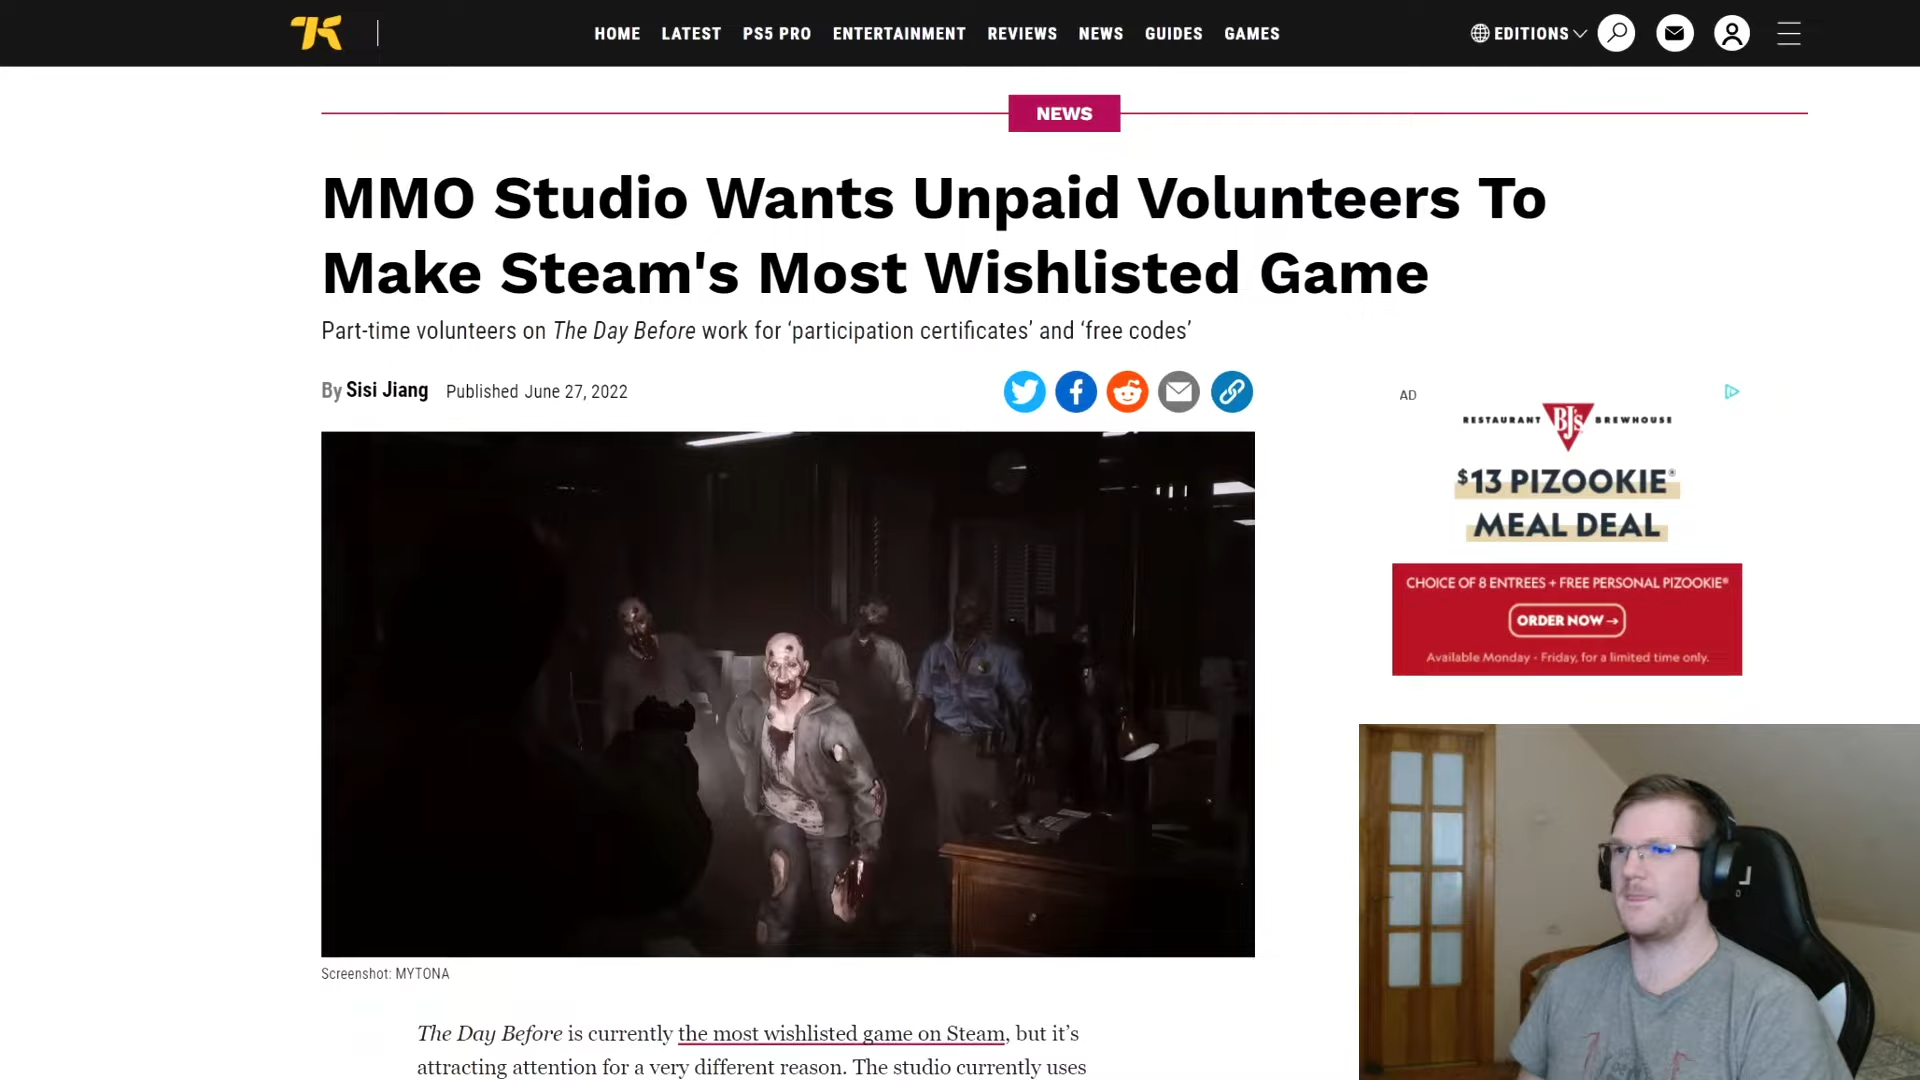 HOME LATEST PS5 PRO ENTERTAINMENT REVIEWS NEWS GUIDES GAMES EDITIONS
NEWS
MMO Studio Wants Unpaid Volunteers To
Make Steam's Most Wishlisted Game
Part-time volunteers on The Day Before work for ‘participation certificates’ and ‘free codes’
By Sisi Jiang Published June 27, 2022
AD
RESTAURANT BJ's BREWHOUSE
$13 PIZOOKIE®
MEAL DEAL
CHOICE OF 8 ENTREES + FREE PERSONAL PIZOOKIE®
ORDER NOW →
Available Monday - Friday, for a limited time only.
Screenshot: MYTONA
The Day Before is currently the most wishlisted game on Steam, but it’s
attracting attention for a very different reason. The studio currently uses